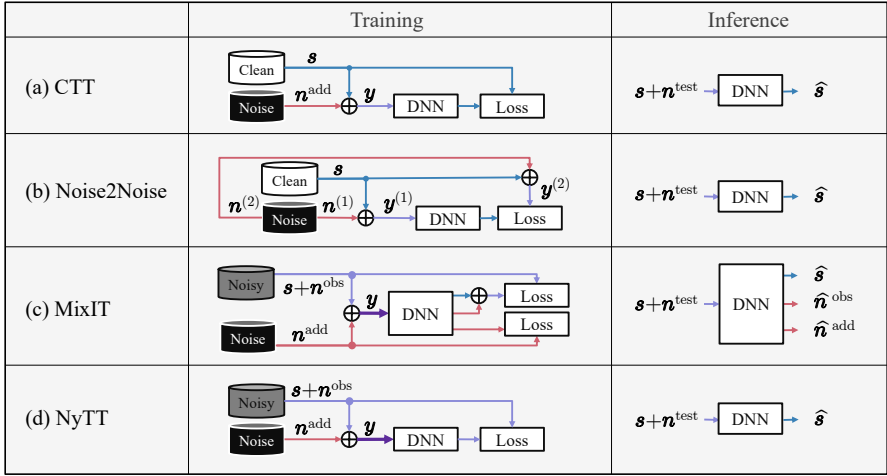 Training Inference
(a) CTT
Clean s
Noise n^add y DNN Loss
s+n^test DNN ŝ
(b) Noise2Noise
Clean s
y^(2)
n^(2) Noise n^(1) y^(1) DNN Loss
s+n^test DNN ŝ
(c) MixIT
Noisy s+n^obs
y DNN Loss
Noise n^add Loss
s+n^test DNN ŝ
n̂^obs
n̂^add
(d) NyTT
Noisy s+n^obs
Noise n^add y DNN Loss
s+n^test DNN ŝ